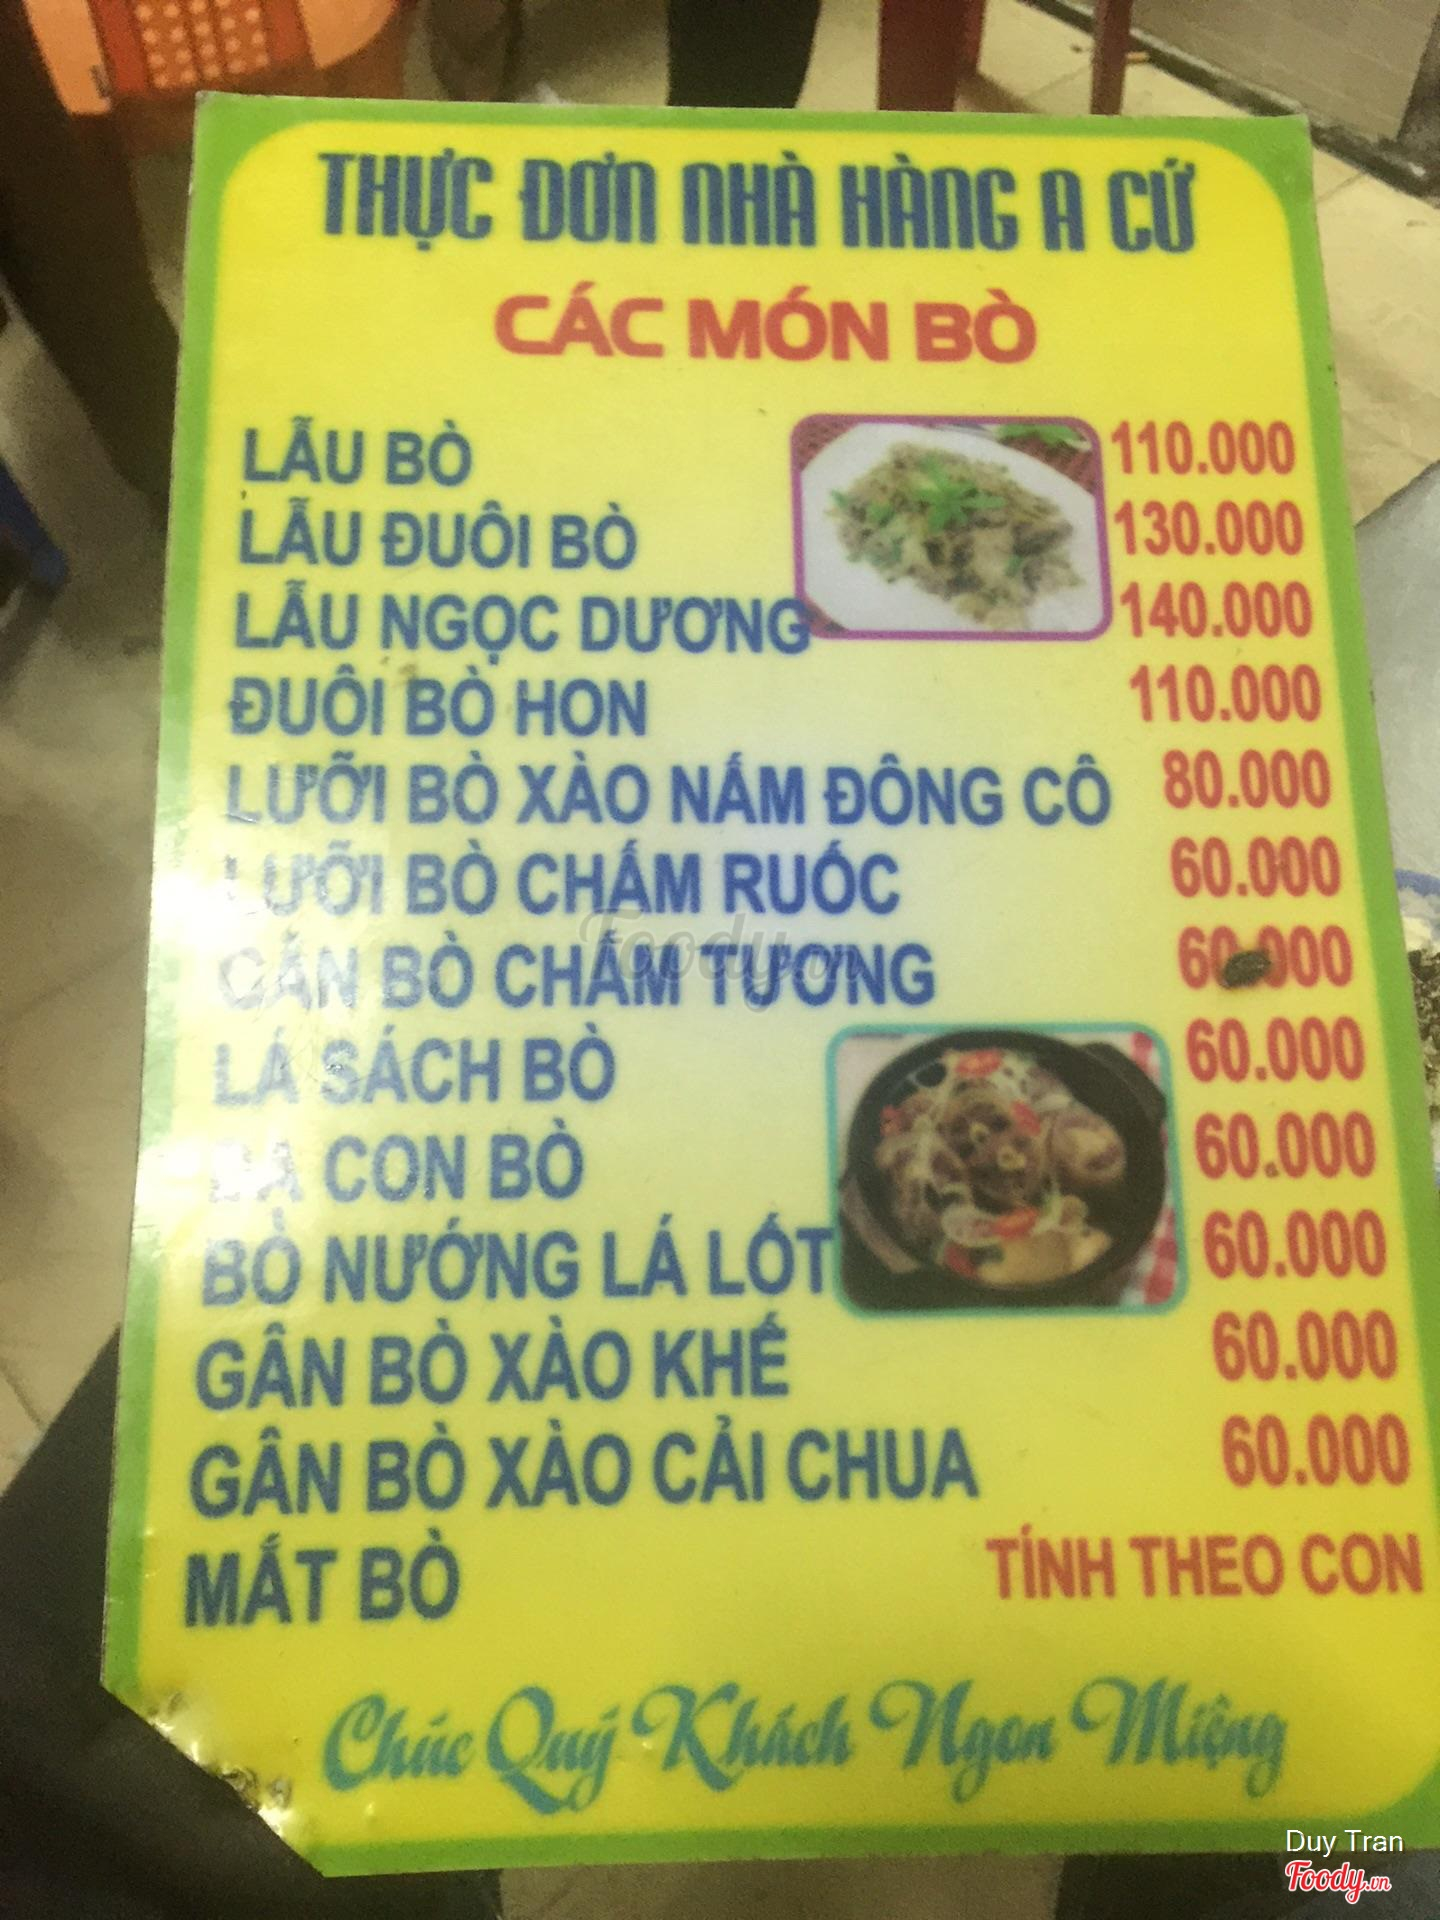 THỰC ĐƠN NHÀ HÀNG A CỨ
CÁC MÓN BÒ
LẪU BÒ 110.000
LẪU ĐUÔI BÒ 130.000
LẪU NGỌC DƯƠNG 140.000
ĐUÔI BÒ HON 110.000
LƯỠI BÒ XÀO NẤM ĐÔNG CÔ 80.000
LƯỠI BÒ CHẤM RUỐC 60.000
GÂN BÒ CHẤM TƯƠNG 60.000
LÁ SÁCH BÒ 60.000
CON BÒ 60.000
BÒ NƯỚNG LÁ LỐT 60.000
GÂN BÒ XÀO KHẾ 60.000
GÂN BÒ XÀO CẢI CHUA 60.000
MẮT BÒ TÍNH THEO CON
Chúc Quý Khách Ngon Miệng
Foody.vn
Duy Tran
Foody.vn